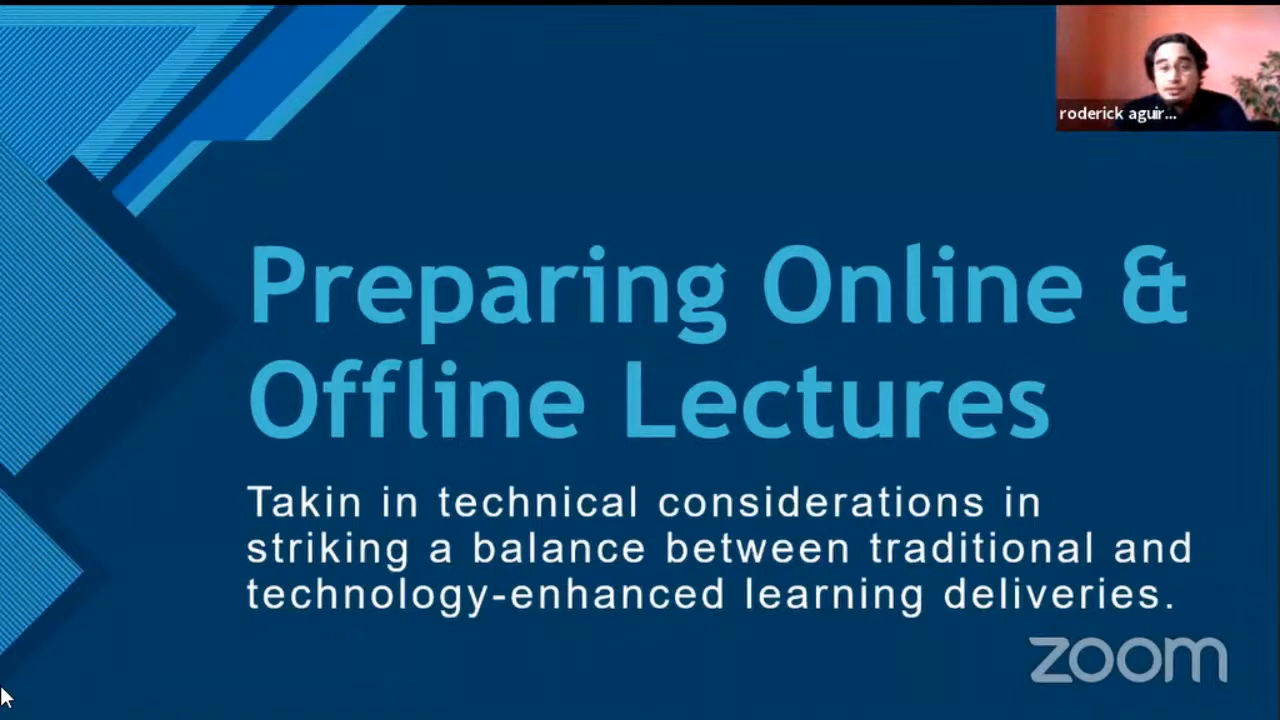 roderick aguir...
Preparing Online &
Offline Lectures
Takin in technical considerations in
striking a balance between traditional and
technology-enhanced learning deliveries.
zoom